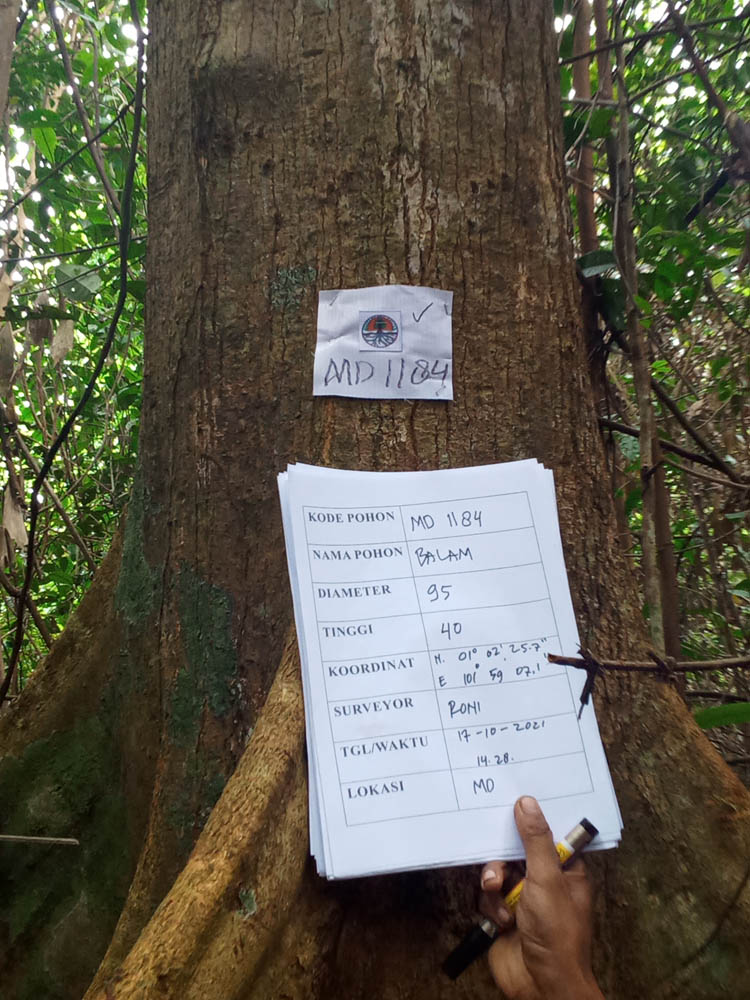 MD 1184
KODE POHON MD 1184
NAMA POHON BALAM
DIAMETER 95
TINGGI 40
KOORDINAT N. 01° 02' 25.7"
E 101° 59 07.1
SURVEYOR RONI
TGL/WAKTU 17-10-2021
14.28.
LOKASI MD